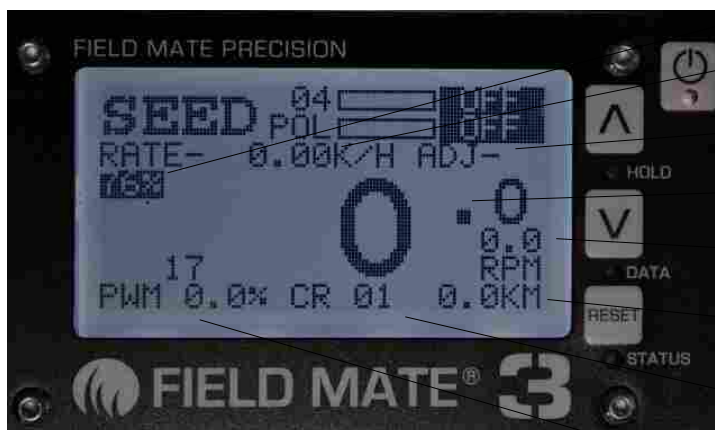 FIELD MATE PRECISION
SEED 04 OFF
POL OFF
RATE- 0.00K/H ADJ-
76%
0.0
0.0
17 RPM
PWM 0.0% CR 01 0.0KM
HOLD
DATA
RESET
STATUS
FIELD MATE® 3